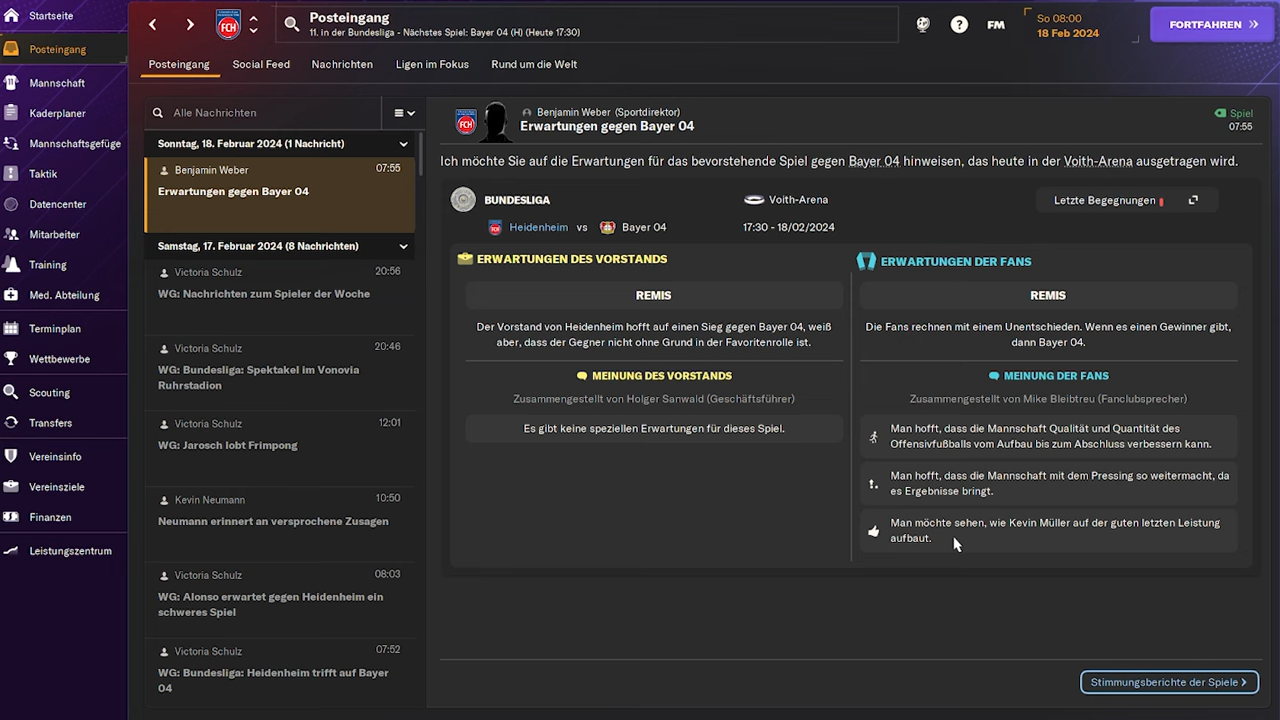 Startseite
Posteingang
Mannschaft
Kaderplaner
Mannschaftsgefüge
Taktik
Datencenter
Mitarbeiter
Training
Med. Abteilung
Terminplan
Wettbewerbe
Scouting
Transfers
Vereinsinfo
Vereinsziele
Finanzen
Leistungszentrum
FCH
Posteingang
11. in der Bundesliga - Nächstes Spiel: Bayer 04 (H) (Heute 17:30)
?
FM
So 08:00
18 Feb 2024
FORTFAHREN
Posteingang Social Feed Nachrichten Ligen im Fokus Rund um die Welt
Alle Nachrichten
Sonntag, 18. Februar 2024 (1 Nachricht)
Benjamin Weber 07:55
Erwartungen gegen Bayer 04
Samstag, 17. Februar 2024 (8 Nachrichten)
Victoria Schulz 20:56
WG: Nachrichten zum Spieler der Woche
Victoria Schulz 20:46
WG: Bundesliga: Spektakel im Vonovia
Ruhrstadion
Victoria Schulz 12:01
WG: Jarosch lobt Frimpong
Kevin Neumann 10:50
Neumann erinnert an versprochene Zusagen
Victoria Schulz 08:03
WG: Alonso erwartet gegen Heidenheim ein
schweres Spiel
Victoria Schulz 07:52
WG: Bundesliga: Heidenheim trifft auf Bayer
04
FCH
Benjamin Weber (Sportdirektor)
Erwartungen gegen Bayer 04
Spiel
07:55
Ich möchte Sie auf die Erwartungen für das bevorstehende Spiel gegen Bayer 04 hinweisen, das heute in der Voith-Arena ausgetragen wird.
BUNDESLIGA
Voith-Arena
Letzte Begegnungen
Heidenheim vs Bayer 04
17:30 - 18/02/2024
ERWARTUNGEN DES VORSTANDS
REMIS
Der Vorstand von Heidenheim hofft auf einen Sieg gegen Bayer 04, weiß
aber, dass der Gegner nicht ohne Grund in der Favoritenrolle ist.
MEINUNG DES VORSTANDS
Zusammengestellt von Holger Sanwald (Geschäftsführer)
Es gibt keine speziellen Erwartungen für dieses Spiel.
ERWARTUNGEN DER FANS
REMIS
Die Fans rechnen mit einem Unentschieden. Wenn es einen Gewinner gibt,
dann Bayer 04.
MEINUNG DER FANS
Zusammengestellt von Mike Bleibtreu (Fanclubsprecher)
Man hofft, dass die Mannschaft Qualität und Quantität des
Offensivfußballs vom Aufbau bis zum Abschluss verbessern kann.
Man hofft, dass die Mannschaft mit dem Pressing so weitermacht, da
es Ergebnisse bringt.
Man möchte sehen, wie Kevin Müller auf der guten letzten Leistung
aufbaut.
Stimmungsberichte der Spiele